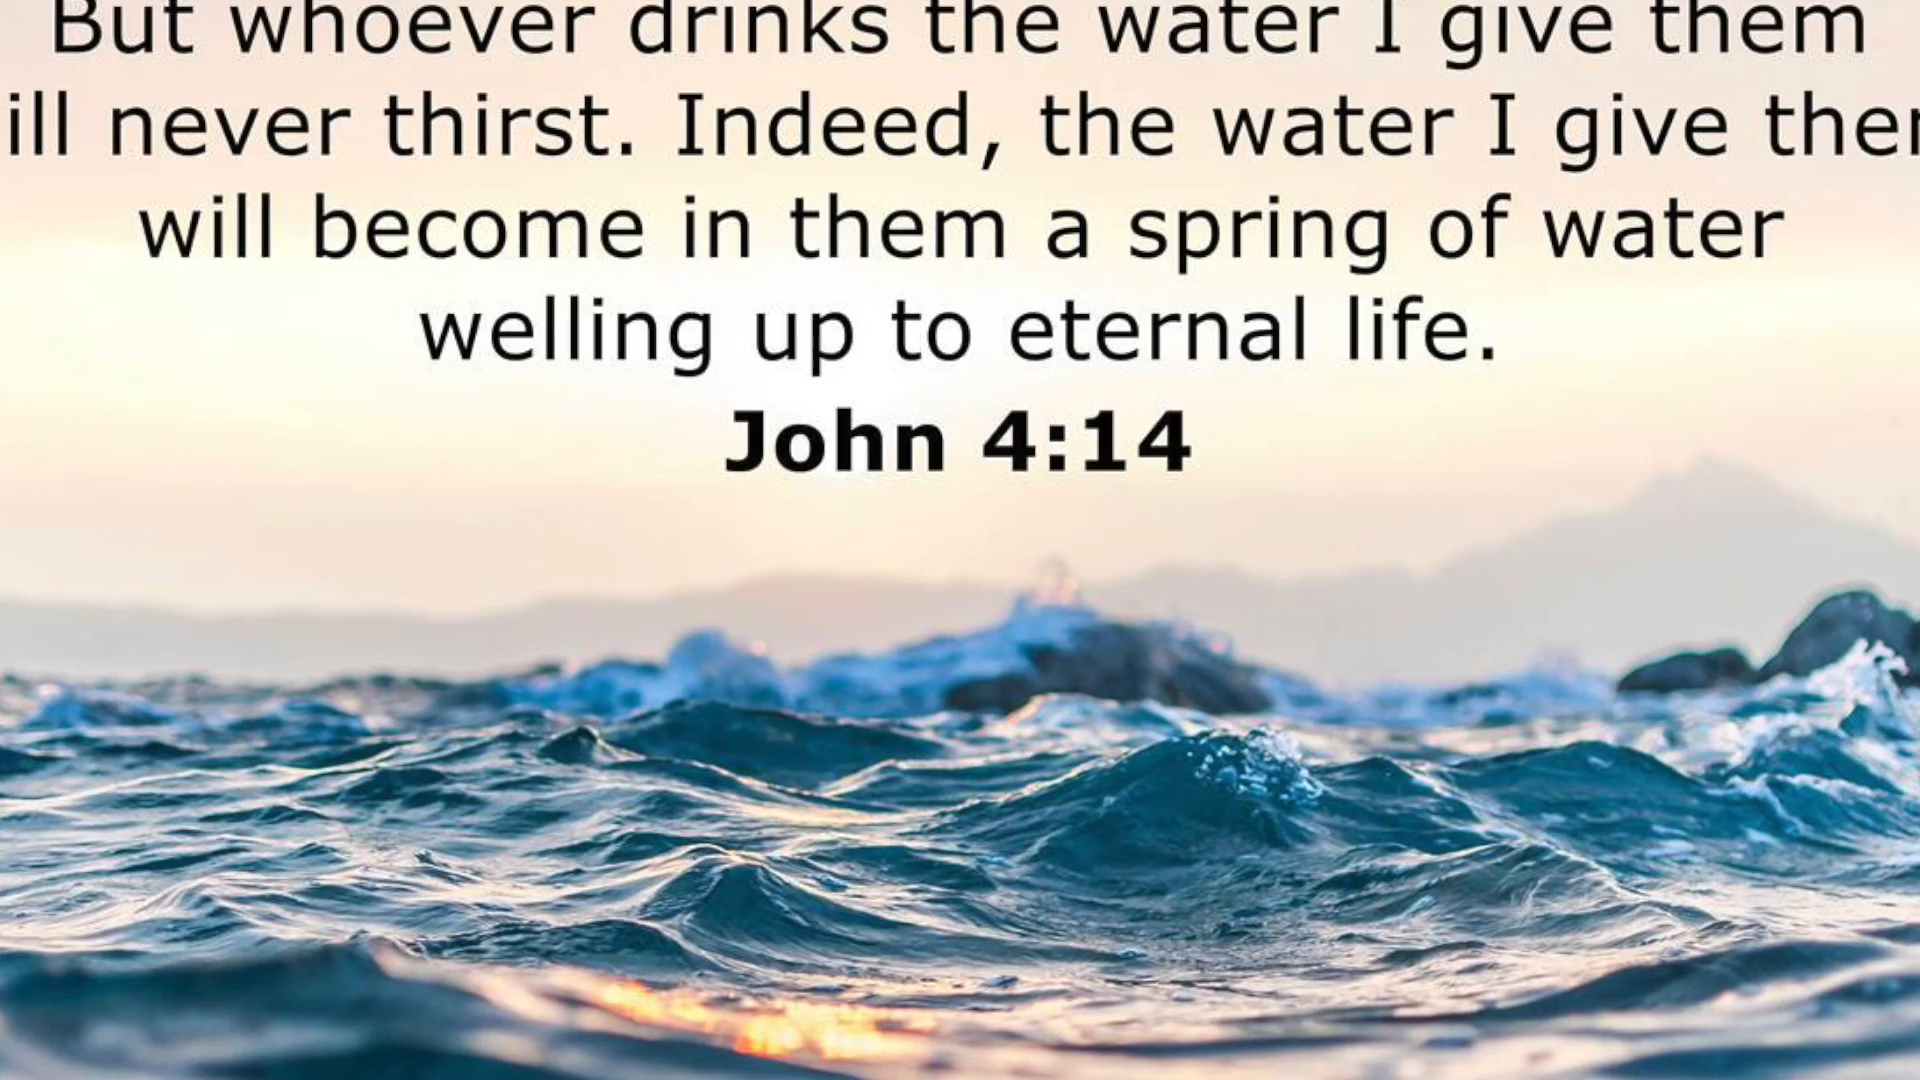 But whoever drinks the water I give them
ill never thirst. Indeed, the water I give ther
will become in them a spring of water
welling up to eternal life.
John 4:14